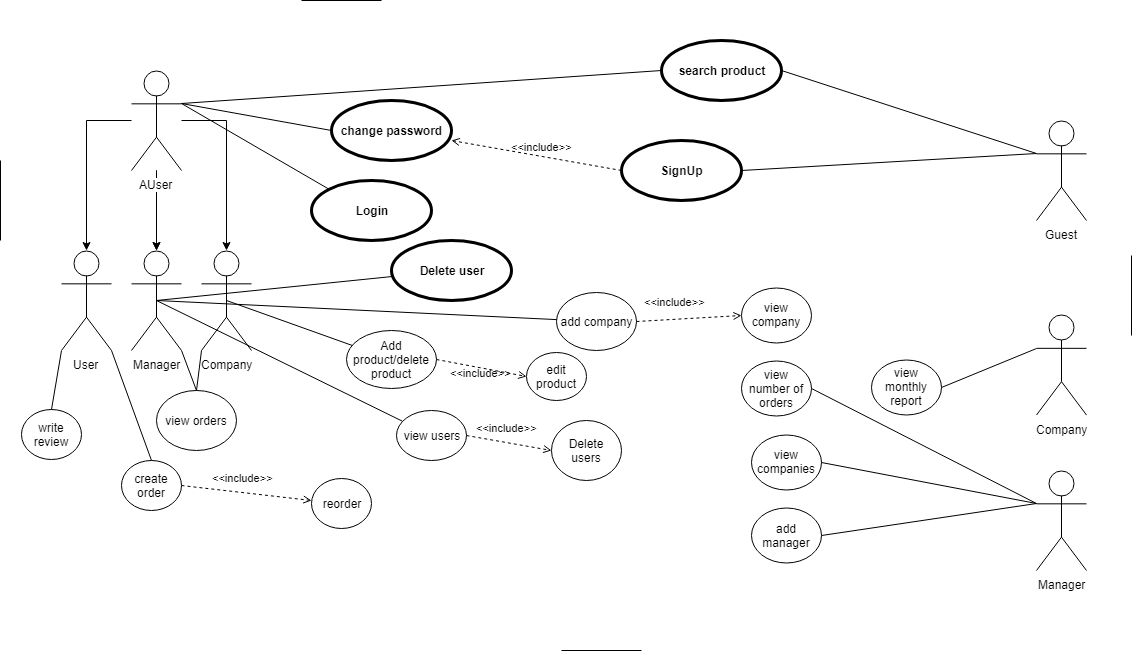 search product
change password
<<include>>
SignUp
AUser
Login
Guest
Delete user
<<include>>
view
company
add company
Add
product/delete
product
User
Manager
Company
<<include>>
edit
product
view
number of
orders
view
monthly
report
view orders
write
review
view users
<<include>>
Delete
users
Company
view
companies
create
order
<<include>>
reorder
add
manager
Manager